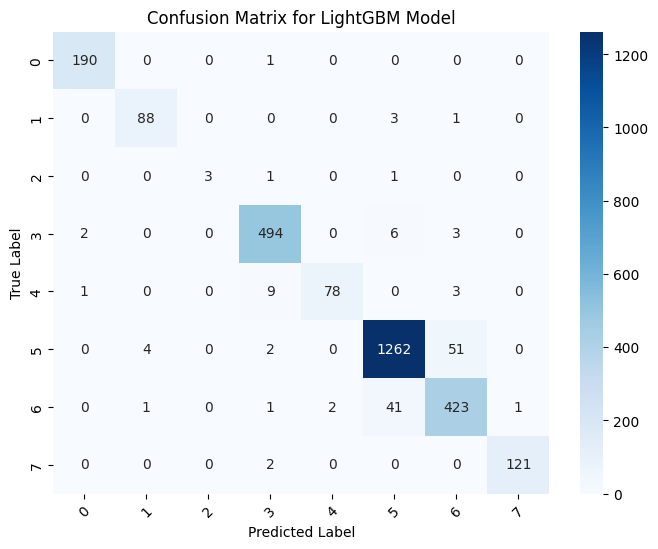 Confusion Matrix for LightGBM Model
0 190 0 0 1 0 0 0 0
1 0 88 0 0 0 3 1 0
2 0 0 3 1 0 1 0 0
3 2 0 0 494 0 6 3 0
4 1 0 0 9 78 0 3 0
5 0 4 0 2 0 1262 51 0
6 0 1 0 1 2 41 423 1
7 0 0 0 2 0 0 0 121
0 1 2 3 4 5 6 7
True Label
Predicted Label
1200
1000
800
600
400
200
0